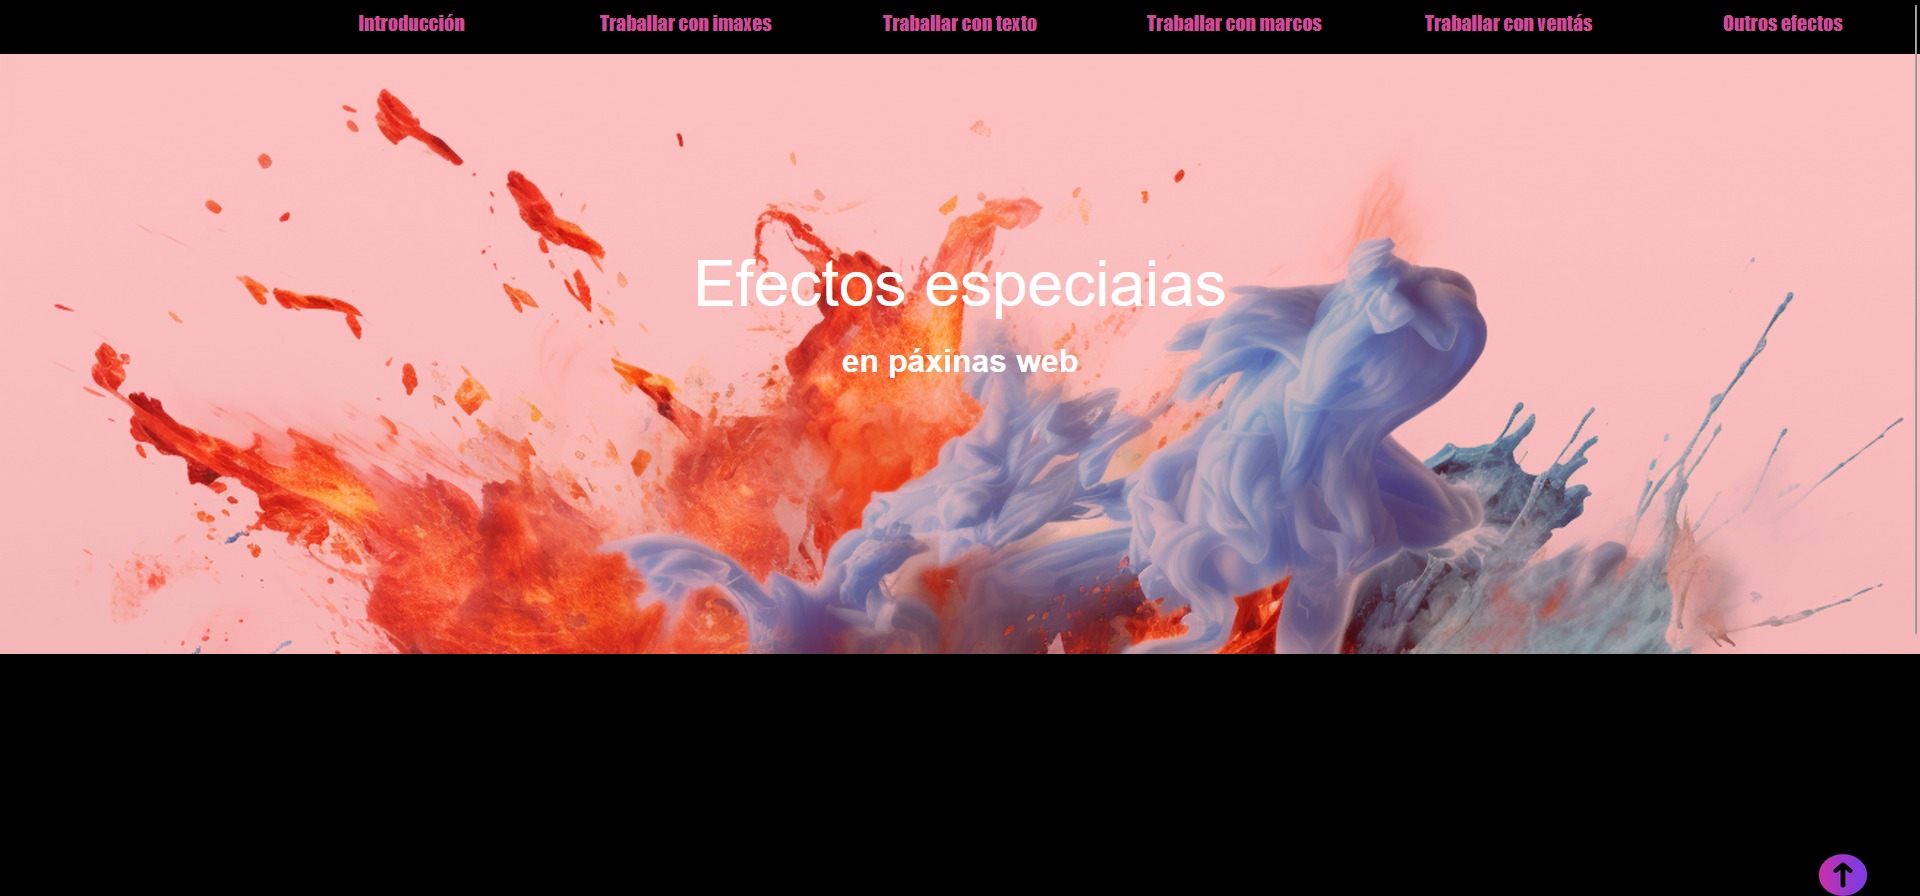 Introducción
Traballar con imaxes
Traballar con texto
Traballar con marcos
Traballar con ventás
Outros efectos
Efectos especiaias
en páxinas web